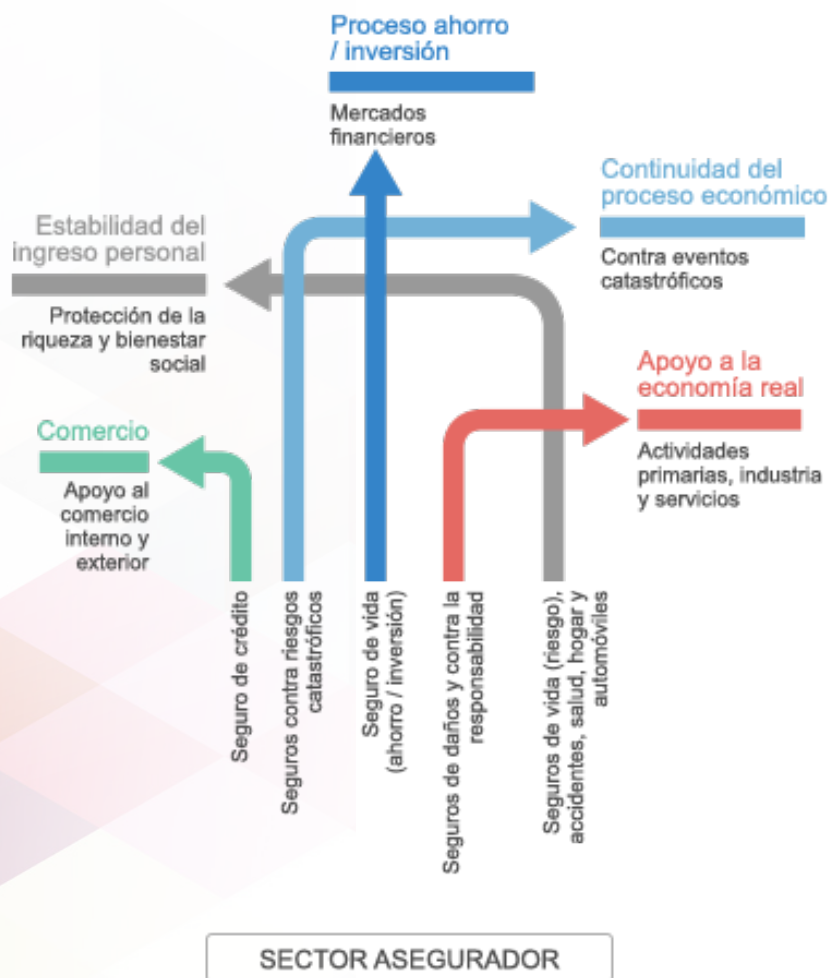 Proceso ahorro
/ inversión
Mercados
financieros
Continuidad del
proceso económico
Contra eventos
catastróficos
Estabilidad del
ingreso personal
Protección de la
riqueza y bienestar
social
Apoyo a la
economía real
Actividades
primarias, industria
y servicios
Comercio
Apoyo al
comercio
interno y
exterior
Seguro de crédito
Seguros contra riesgos
catastróficos
Seguro de vida
(ahorro / inversión)
Seguros de daños y contra la
responsabilidad
Seguros de vida (riesgo),
accidentes, salud, hogar y
automóviles
SECTOR ASEGURADOR